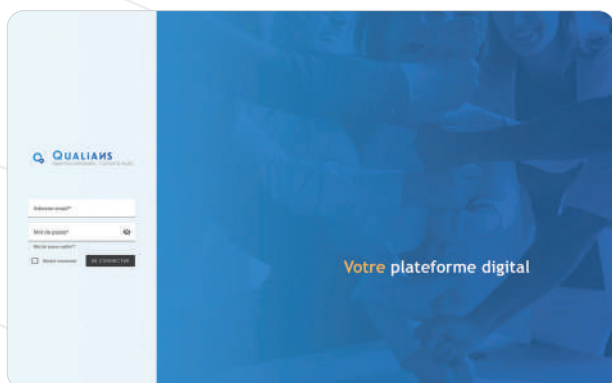 QUALIANS
Adresse email*
Mot de passe*
Mot de passe oublié?
Rester connecté
SE CONNECTER
Votre plateforme digital